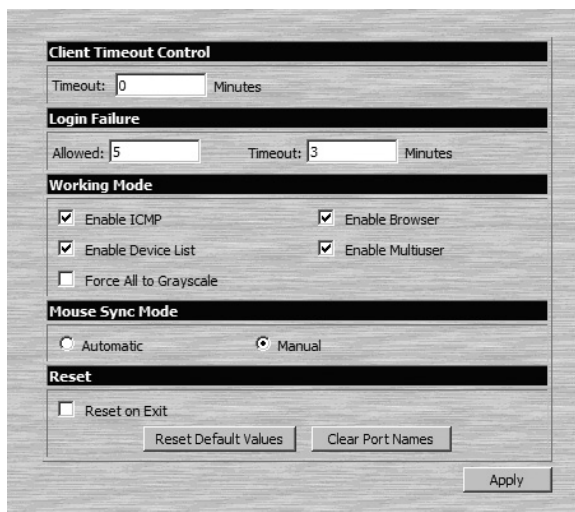 Client Timeout Control
Timeout: 0 Minutes
Login Failure
Allowed: 5 Timeout: 3 Minutes
Working Mode
Enable ICMP Enable Browser
Enable Device List Enable Multiuser
Force All to Grayscale
Mouse Sync Mode
Automatic Manual
Reset
Reset on Exit
Reset Default Values Clear Port Names
Apply